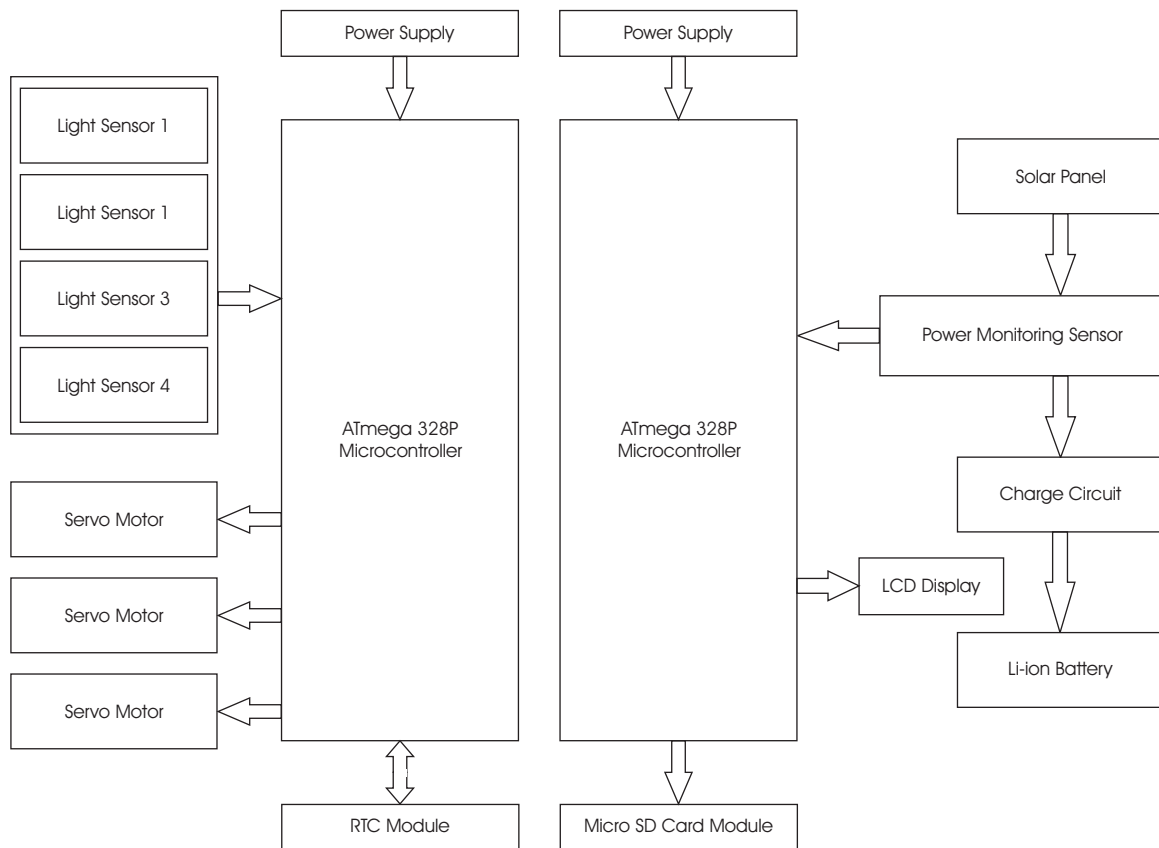 Power Supply
Power Supply
Light Sensor 1
Light Sensor 1
Light Sensor 3
Light Sensor 4
Servo Motor
Servo Motor
Servo Motor
ATmega 328P
Microcontroller
RTC Module
ATmega 328P
Microcontroller
Micro SD Card Module
Solar Panel
Power Monitoring Sensor
Charge Circuit
LCD Display
Li-ion Battery